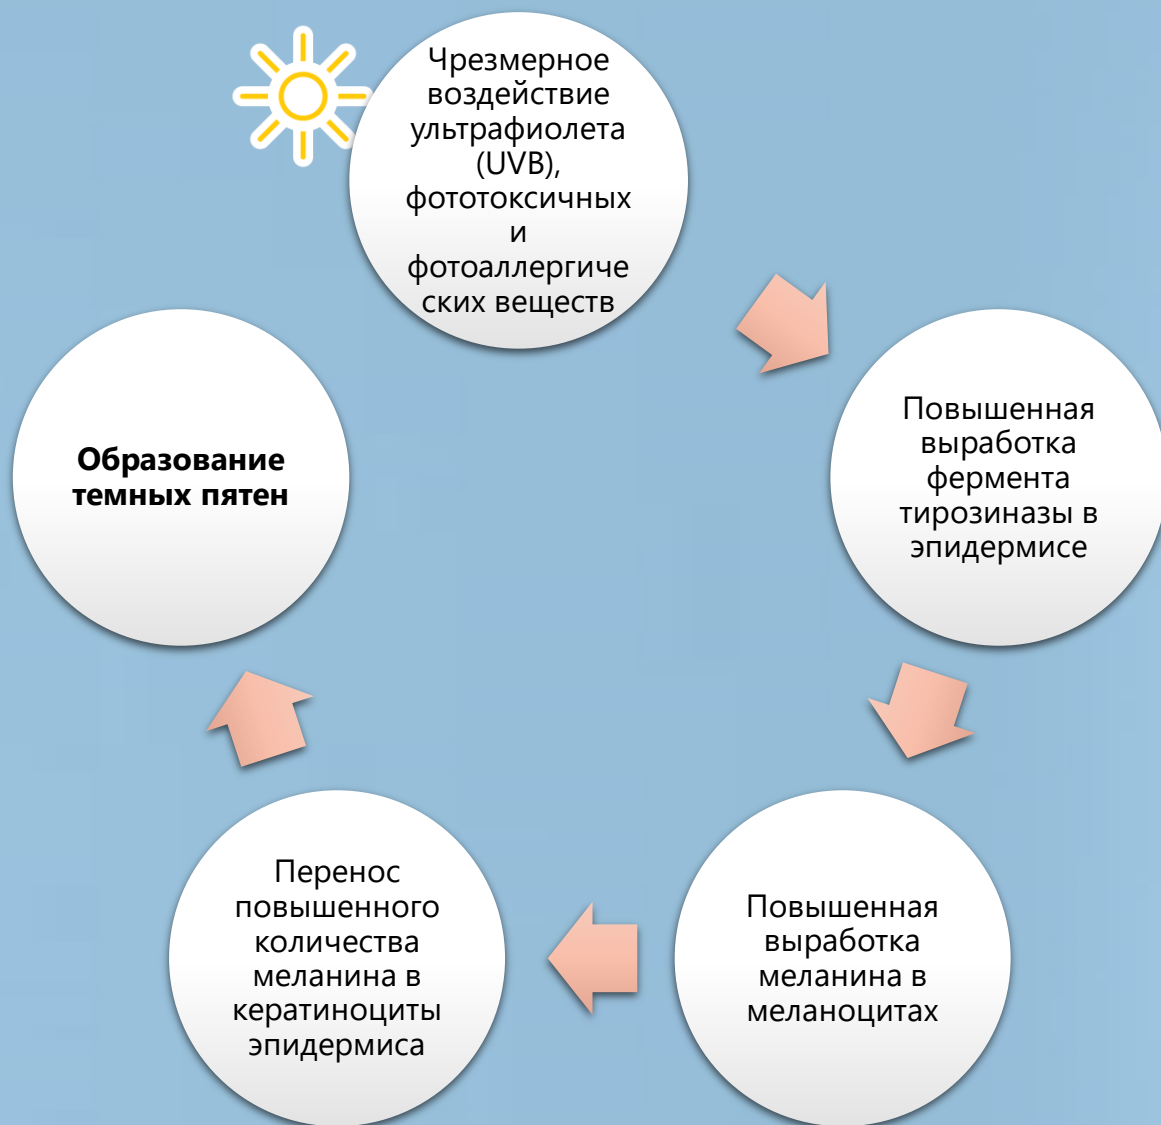 Чрезмерное
воздействие
ультрафиолета
(UVB),
фототоксичных
и
фотоаллергиче
ских веществ
Повышенная
выработка
фермента
тирозиназы в
эпидермисе
Повышенная
выработка
меланина в
меланоцитах
Перенос
повышенного
количества
меланина в
кератиноциты
эпидермиса
Образование
темных пятен